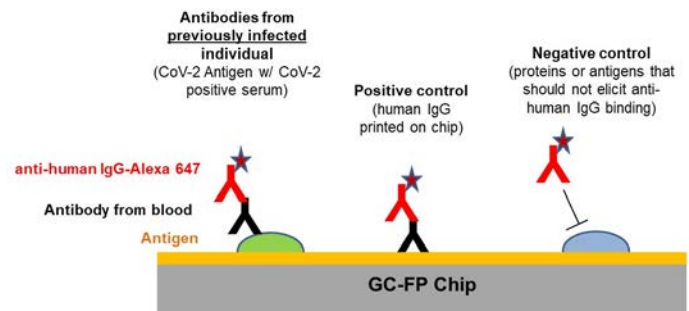 Antibodies from
previously infected
individual
(CoV-2 Antigen w/ CoV-2
positive serum)
Positive control
(human IgG
printed on chip)
Negative control
(proteins or antigens that
should not elicit anti-
human IgG binding)
anti-human IgG-Alexa 647
Antibody from blood
Antigen
GC-FP Chip